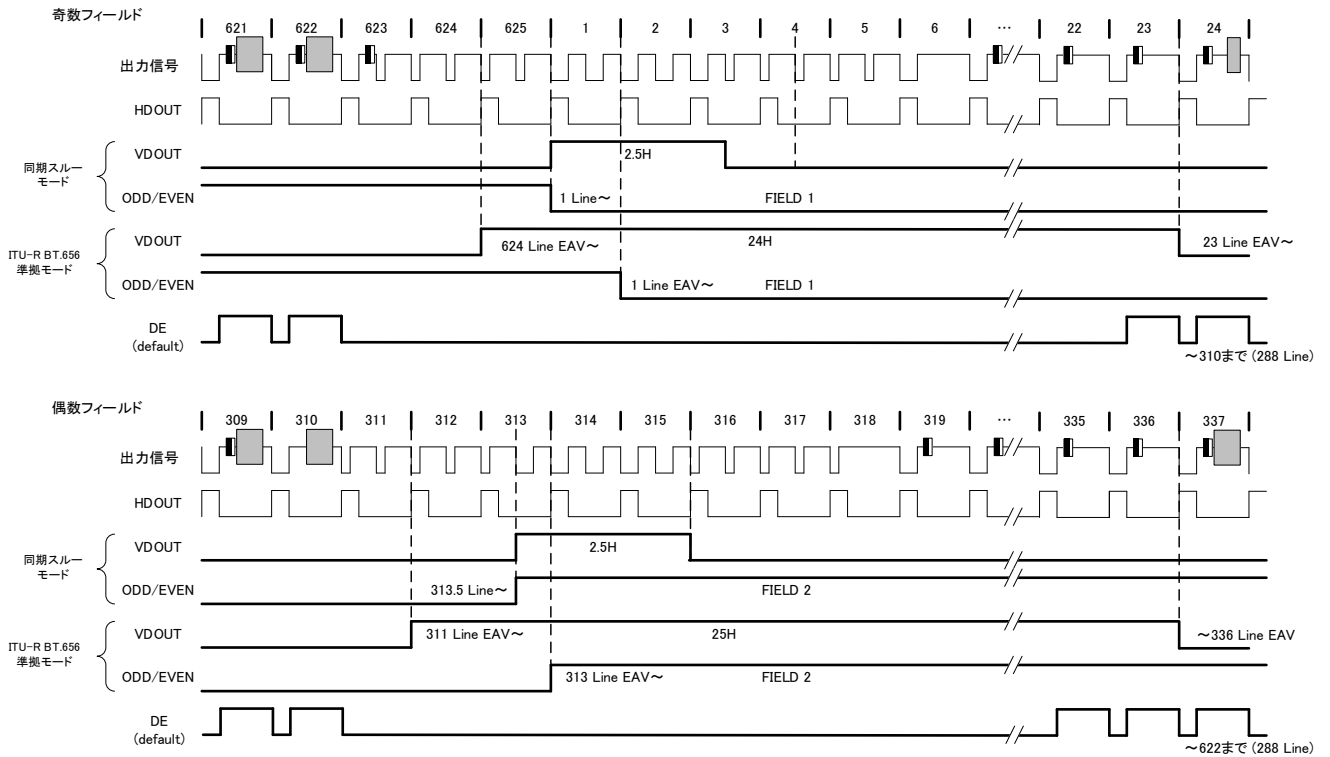 奇数フィールド
621 622 623 624 625 1 2 3 4 5 6 … 22 23 24
出力信号
HDOUT
同期スルー
モード
VDOUT
2.5H
ODD/EVEN
1 Line～
FIELD 1
ITU-R BT.656
準拠モード
VDOUT
624 Line EAV～
24H
23 Line EAV～
ODD/EVEN
1 Line EAV～
FIELD 1
DE
(default)
～310まで (288 Line)
偶数フィールド
309 310 311 312 313 314 315 316 317 318 319 … 335 336 337
出力信号
HDOUT
同期スルー
モード
VDOUT
2.5H
ODD/EVEN
313.5 Line～
FIELD 2
ITU-R BT.656
準拠モード
VDOUT
311 Line EAV～
25H
～336 Line EAV
ODD/EVEN
313 Line EAV～
FIELD 2
DE
(default)
～622まで (288 Line)